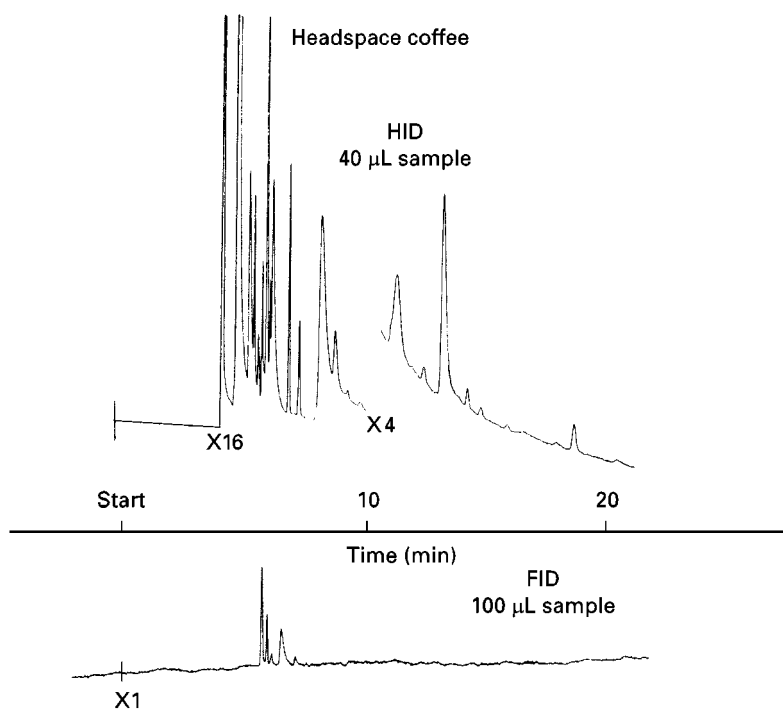 Headspace coffee
HID
40 μL sample
X16
X4
Start 10 20
Time (min)
FID
100 μL sample
X1